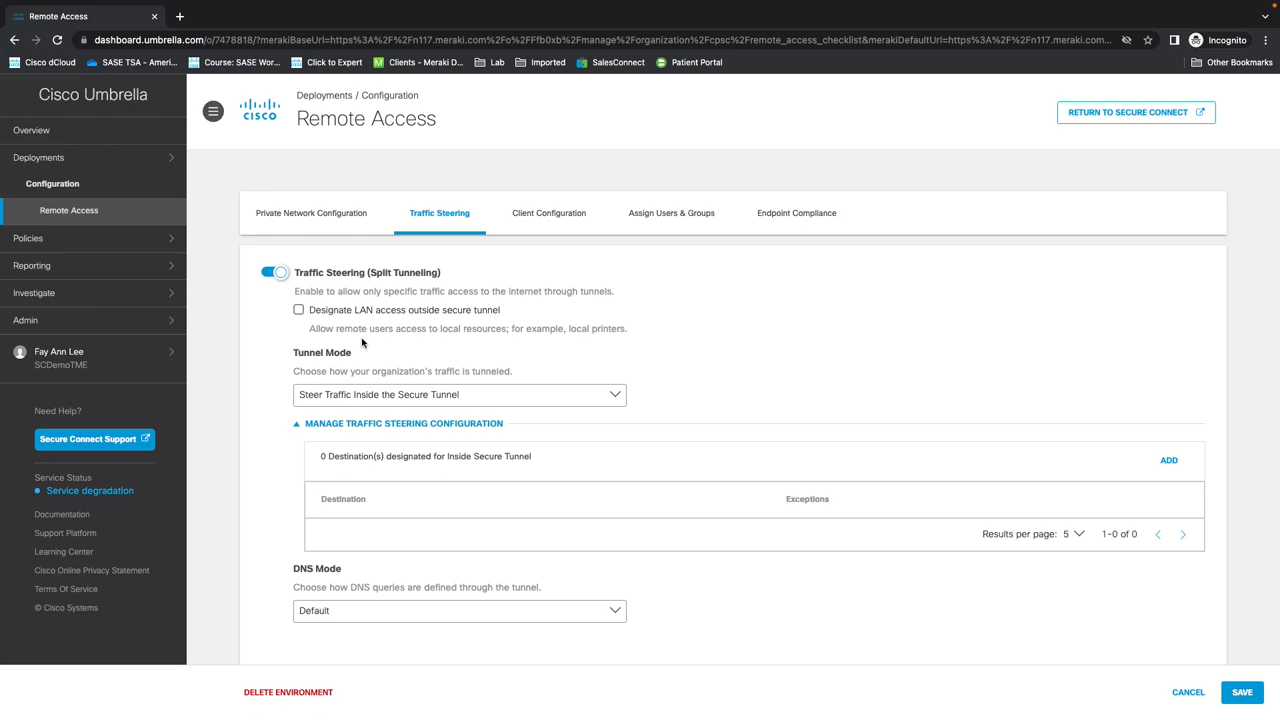 Remote Access
dashboard.umbrella.com/o/7478818/?merakiBaseUrl=https%3A%2F%2Fn117.meraki.com%2Fo%2FFfb0xb%2Fmanage%2Forganization%2Fcpsc%2Fremote_access_checklist&merakiDefaultUrl=https%3A%2F%2Fn117.meraki.com...
Incognito
Cisco dCloud
SASE TSA - Ameri...
Course: SASE Wor...
Click to Expert
Clients - Meraki D...
Lab
Imported
SalesConnect
Patient Portal
Other Bookmarks
Cisco Umbrella
Overview
Deployments
Configuration
Remote Access
Policies
Reporting
Investigate
Admin
Fay Ann Lee
SCDemoTME
Need Help?
Secure Connect Support
Service Status
Service degradation
Documentation
Support Platform
Learning Center
Cisco Online Privacy Statement
Terms Of Service
© Cisco Systems
CISCO
Deployments / Configuration
Remote Access
RETURN TO SECURE CONNECT
Private Network Configuration
Traffic Steering
Client Configuration
Assign Users & Groups
Endpoint Compliance
Traffic Steering (Split Tunneling)
Enable to allow only specific traffic access to the internet through tunnels.
Designate LAN access outside secure tunnel
Allow remote users access to local resources; for example, local printers.
Tunnel Mode
Choose how your organization's traffic is tunneled.
Steer Traffic Inside the Secure Tunnel
MANAGE TRAFFIC STEERING CONFIGURATION
0 Destination(s) designated for Inside Secure Tunnel
ADD
Destination
Exceptions
Results per page: 5
1-0 of 0
DNS Mode
Choose how DNS queries are defined through the tunnel.
Default
DELETE ENVIRONMENT
CANCEL
SAVE